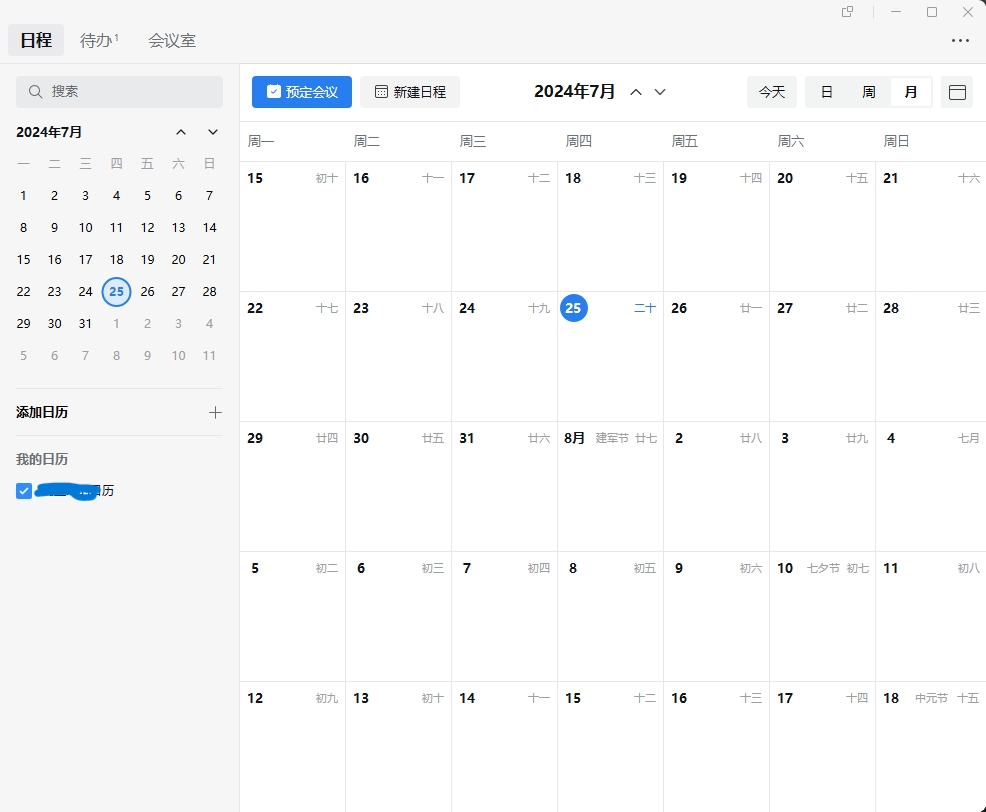 日程 待办1 会议室
搜索
2024年7月
一 二 三 四 五 六 日
1 2 3 4 5 6 7
8 9 10 11 12 13 14
15 16 17 18 19 20 21
22 23 24 25 26 27 28
29 30 31 1 2 3 4
5 6 7 8 9 10 11
添加日历
我的日历
日历
预定会议 新建日程 2024年7月 今天 日 周 月
周一 周二 周三 周四 周五 周六 周日
15 初十 16 十一 17 十二 18 十三 19 十四 20 十五 21 十六
22 十七 23 十八 24 十九 25 二十 26 廿一 27 廿二 28 廿三
29 廿四 30 廿五 31 廿六 8月 建军节 廿七 2 廿八 3 廿九 4 七月
5 初二 6 初三 7 初四 8 初五 9 初六 10 七夕节 初七 11 初八
12 初九 13 初十 14 十一 15 十二 16 十三 17 十四 18 中元节 十五